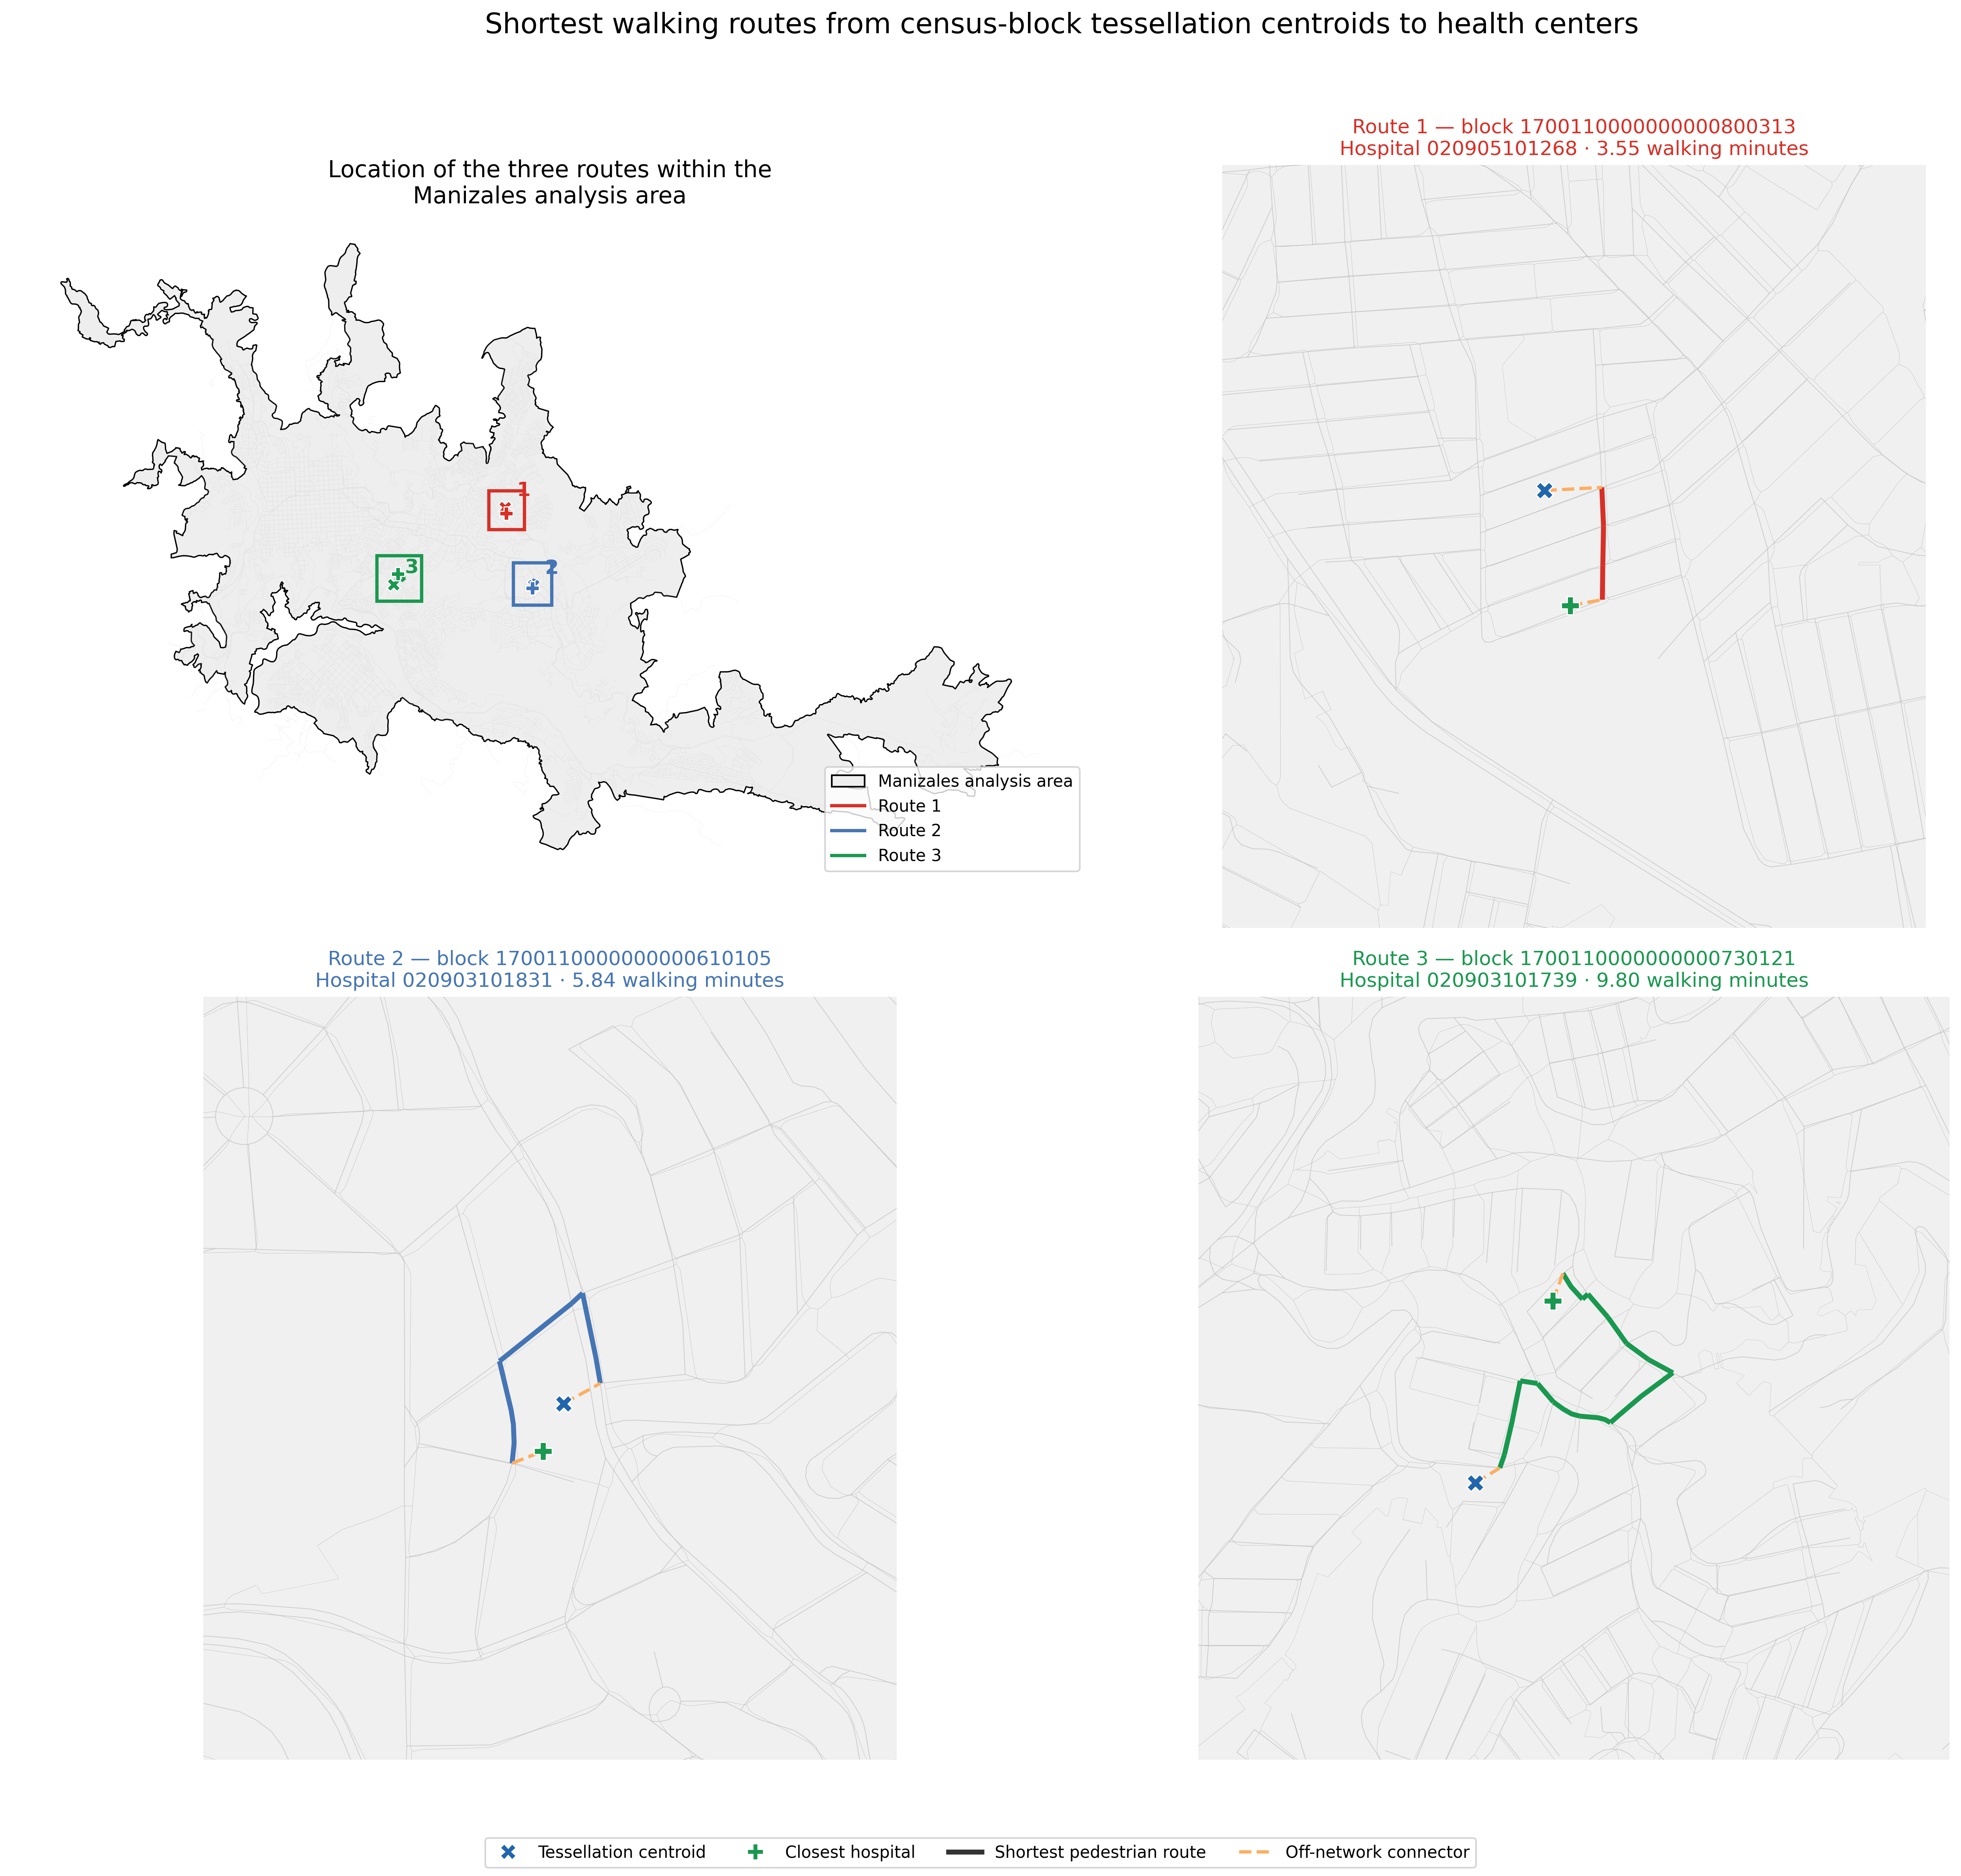 Shortest walking routes from census-block tessellation centroids to health centers
Location of the three routes within the
Manizales analysis area
1
2
3
Manizales analysis area
Route 1
Route 2
Route 3
Route 1 — block 1700110000000000800313
Hospital 020905101268 · 3.55 walking minutes
Route 2 — block 1700110000000000610105
Hospital 020903101831 · 5.84 walking minutes
Route 3 — block 1700110000000000730121
Hospital 020903101739 · 9.80 walking minutes
Tessellation centroid
Closest hospital
Shortest pedestrian route
Off-network connector